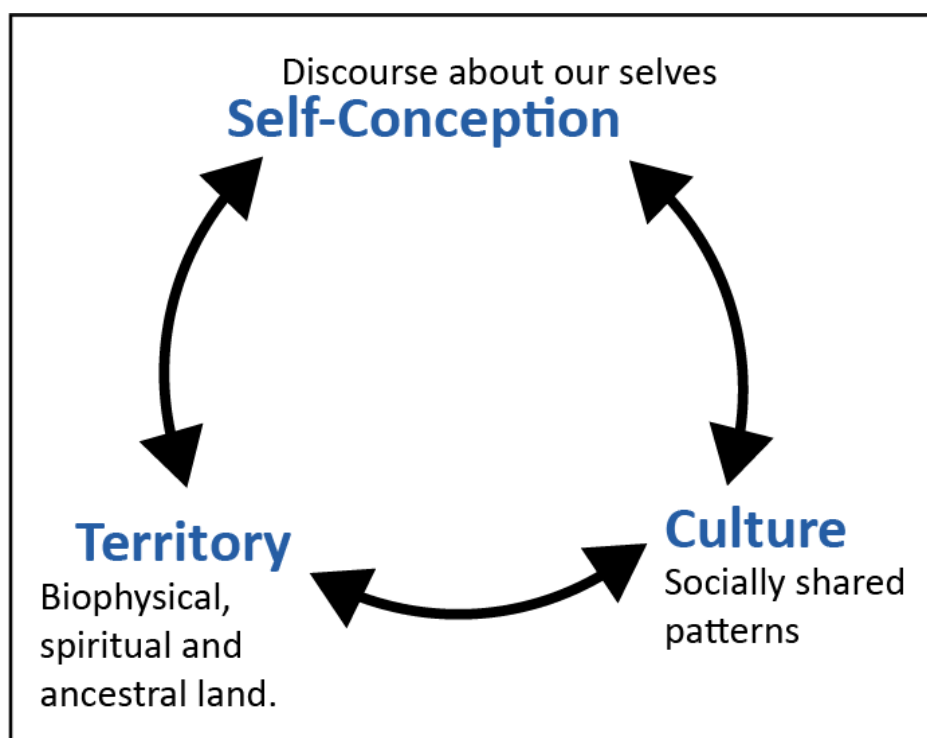 Discourse about our selves
Self-Conception
Territory
Biophysical,
spiritual and
ancestral land.
Culture
Socially shared
patterns